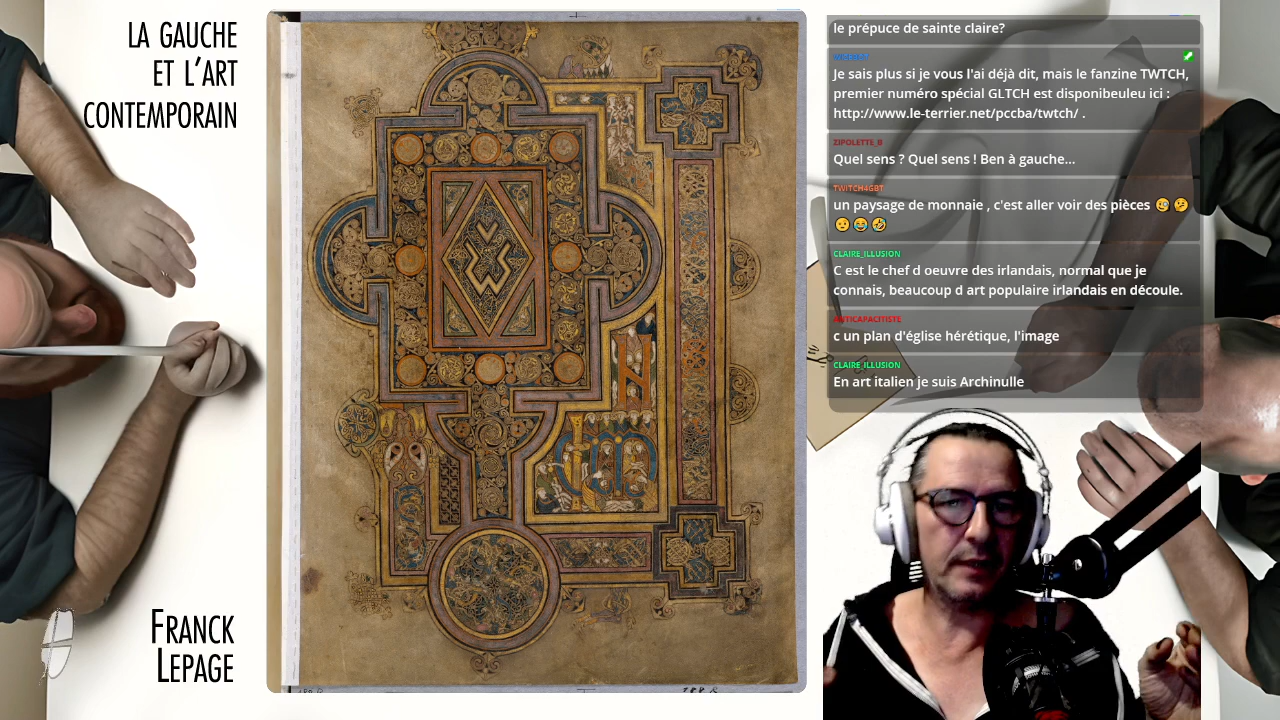 LA GAUCHE
ET L'ART
CONTEMPORAIN
FRANCK
LEPAGE
le prépuce de sainte claire?
Je sais plus si je vous l'ai déjà dit, mais le fanzine TWTCH,
premier numéro spécial GLTCH est disponibeuleu ici :
http://www.le-terrier.net/pccba/twtch/ .
ZIPOLETTE_B
Quel sens ? Quel sens ! Ben à gauche...
TWITCH4GBT
un paysage de monnaie , c'est aller voir des pièces
CLAIRE_ILLUSION
C est le chef d oeuvre des irlandais, normal que je
connais, beaucoup d art populaire irlandais en découle.
ANTICAPACITISTE
c un plan d'église hérétique, l'image
CLAIRE_ILLUSION
En art italien je suis Archinulle